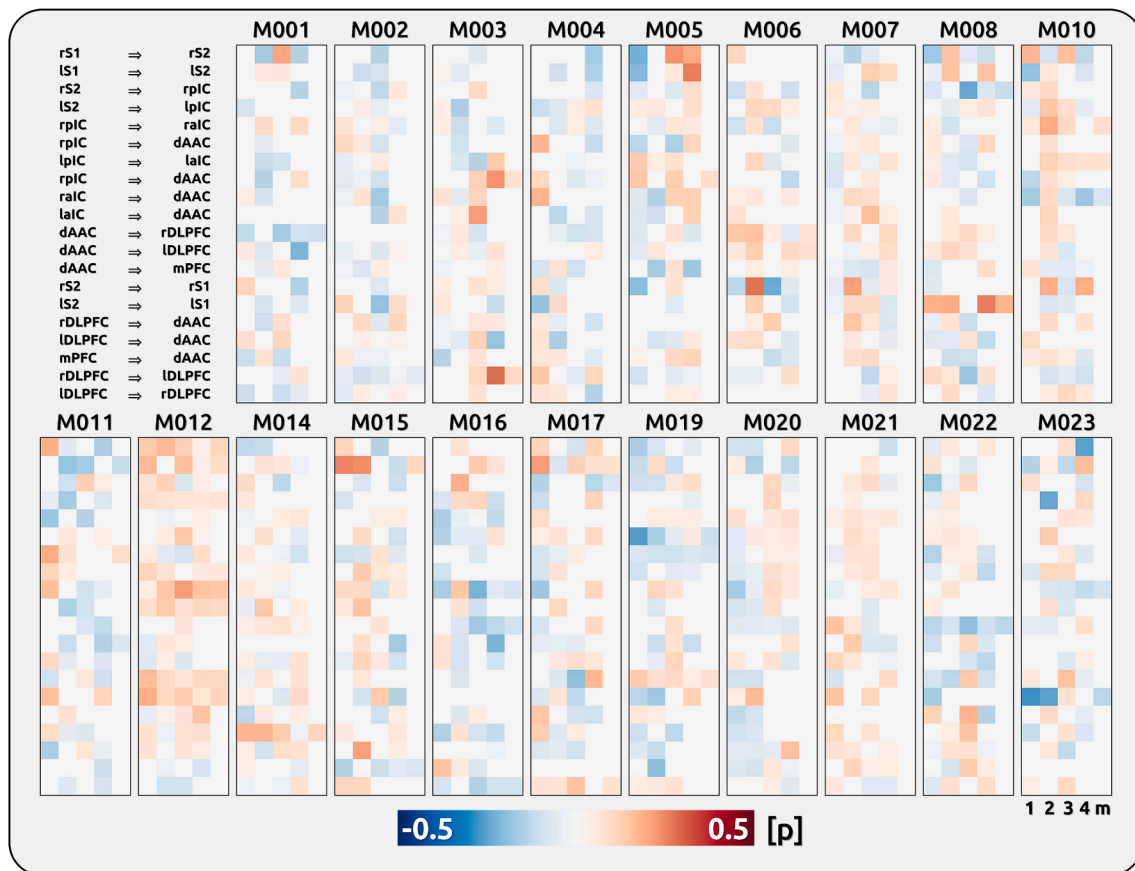 M001 M002 M003 M004 M005 M006 M007 M008 M010
rS1 ⇒ rS2
lS1 ⇒ lS2
rS2 ⇒ rpIC
lS2 ⇒ lpIC
rpIC ⇒ raIC
rpIC ⇒ dAAC
lpIC ⇒ laIC
rpIC ⇒ dAAC
raIC ⇒ dAAC
laIC ⇒ dAAC
dAAC ⇒ rDLPFC
dAAC ⇒ lDLPFC
dAAC ⇒ mPFC
rS2 ⇒ rS1
lS2 ⇒ lS1
rDLPFC ⇒ dAAC
lDLPFC ⇒ dAAC
mPFC ⇒ dAAC
rDLPFC ⇒ lDLPFC
lDLPFC ⇒ rDLPFC
M011 M012 M014 M015 M016 M017 M019 M020 M021 M022 M023
1 2 3 4 m
-0.5 0.5 [p]